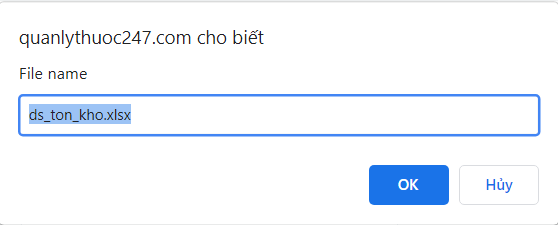 quanlythuoc247.com cho biết
File name
ds_ton_kho.xlsx
OK Hủy